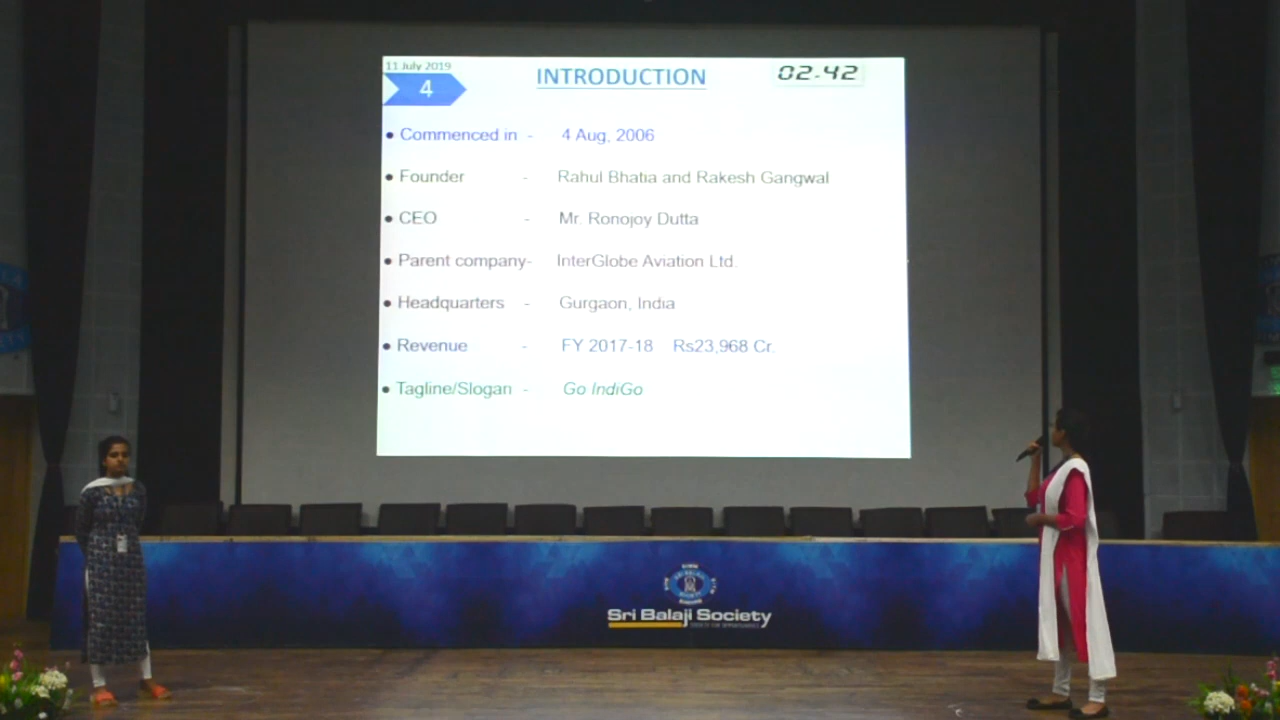 11 July 2019
4
INTRODUCTION
02:42
• Commenced in - 4 Aug, 2006
• Founder - Rahul Bhatia and Rakesh Gangwal
• CEO - Mr. Ronojoy Dutta
• Parent company- InterGlobe Aviation Ltd.
• Headquarters - Gurgaon, India
• Revenue - FY 2017-18 Rs23,968 Cr.
• Tagline/Slogan - Go IndiGo
Sri Balaji Society